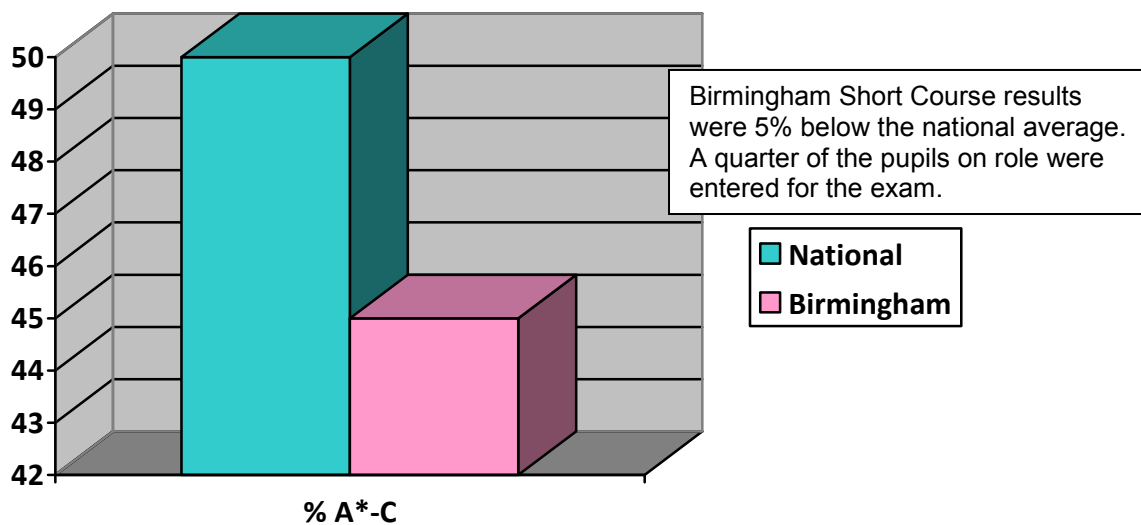 50
49
48
47
46
45
44
43
42
% A*-C
Birmingham Short Course results
were 5% below the national average.
A quarter of the pupils on role were
entered for the exam.
National
Birmingham